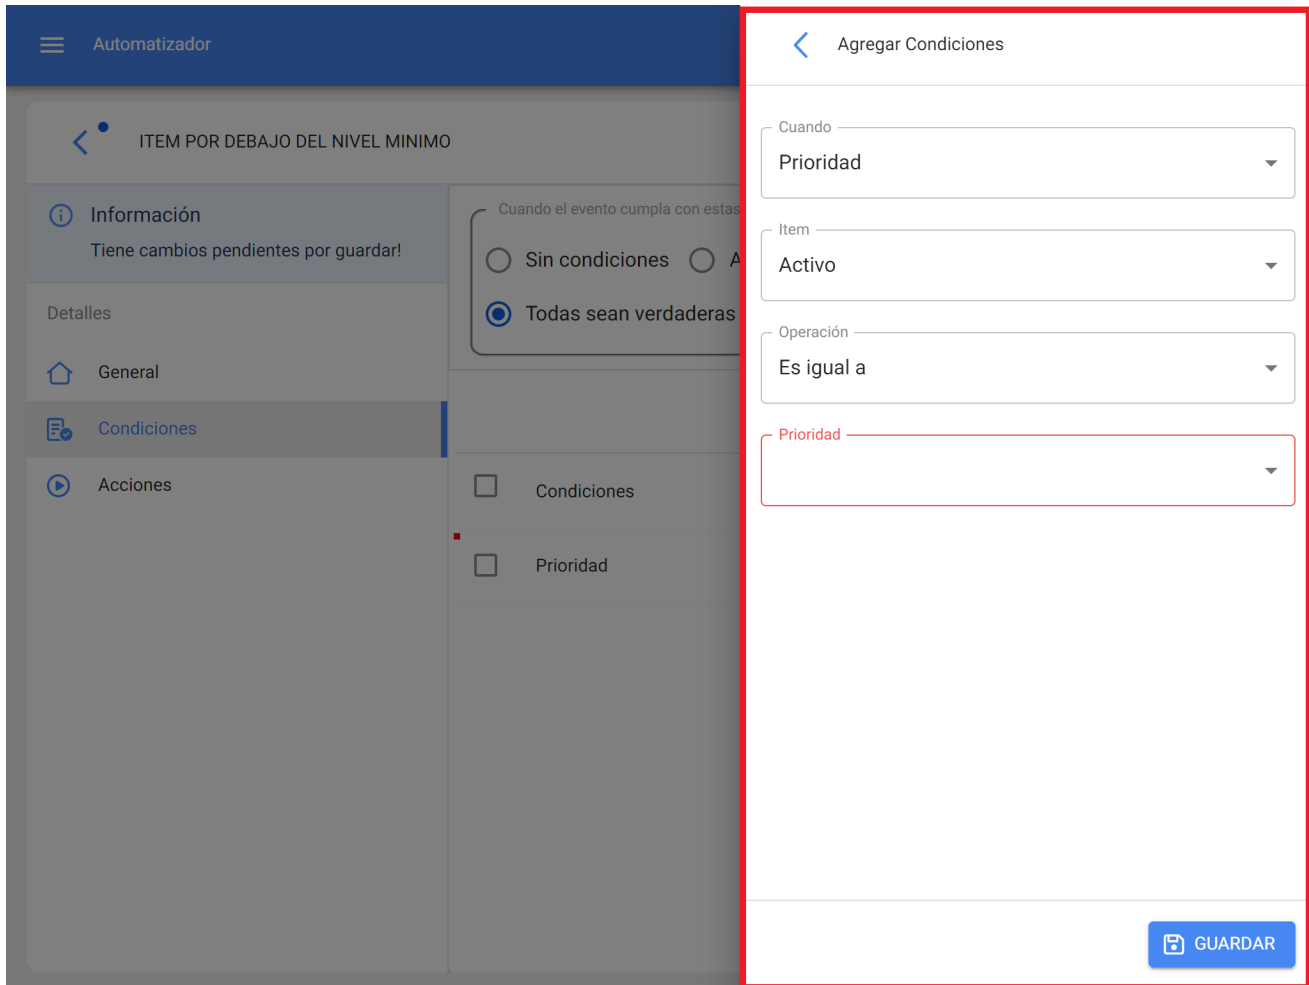 Automatizador
ITEM POR DEBAJO DEL NIVEL MINIMO
Información
Tiene cambios pendientes por guardar!
Detalles
General
Condiciones
Acciones
Cuando el evento cumpla con estas
Sin condiciones
Todas sean verdaderas
Condiciones
Prioridad
Agregar Condiciones
Cuando
Prioridad
Item
Activo
Operación
Es igual a
Prioridad
GUARDAR